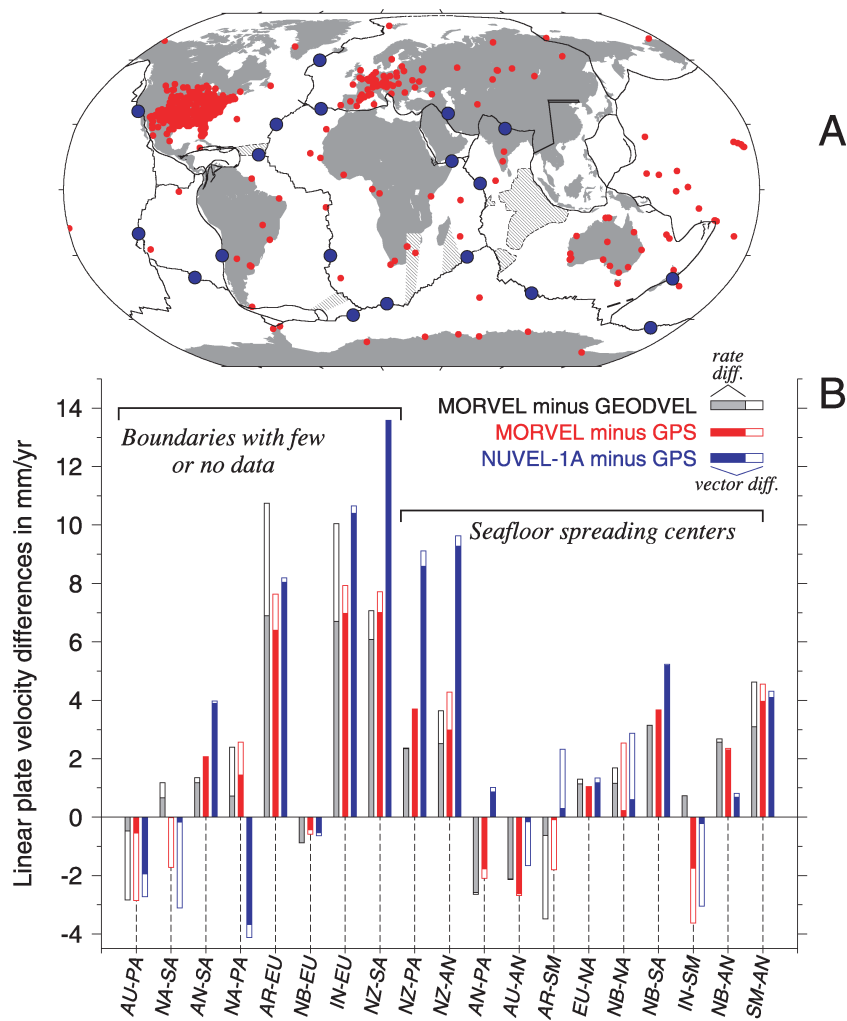 A
B
rate
diff.
MORVEL minus GEODVEL
MORVEL minus GPS
NUVEL-1A minus GPS
vector diff.
Boundaries with few
or no data
Seafloor spreading centers
Linear plate velocity differences in mm/yr
14
12
10
8
6
4
2
0
-2
-4
AU-PA
NA-SA
AN-SA
NA-PA
AR-EU
NB-EU
IN-EU
NZ-SA
NZ-PA
NZ-AN
AN-PA
AU-AN
AR-SM
EU-NA
NB-NA
NB-SA
IN-SM
NB-AN
SM-AN